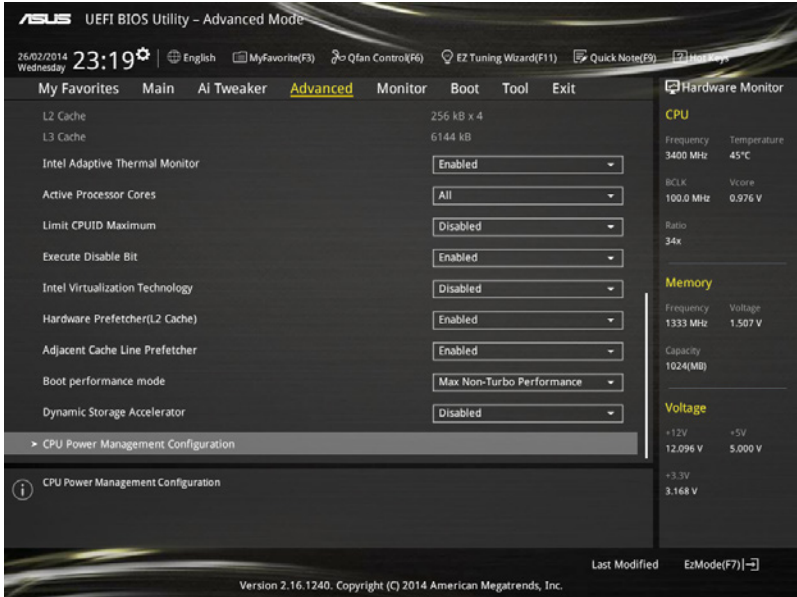 ASUS UEFI BIOS Utility – Advanced Mode
26/02/2014 Wednesday 23:19 English MyFavorite(F3) Qfan Control(F6) EZ Tuning Wizard(F11) Quick Note(F9) Hot Keys
My Favorites Main Ai Tweaker Advanced Monitor Boot Tool Exit
L2 Cache 256 kB x 4
L3 Cache 6144 kB
Intel Adaptive Thermal Monitor Enabled
Active Processor Cores All
Limit CPUID Maximum Disabled
Execute Disable Bit Enabled
Intel Virtualization Technology Disabled
Hardware Prefetcher(L2 Cache) Enabled
Adjacent Cache Line Prefetcher Enabled
Boot performance mode Max Non-Turbo Performance
Dynamic Storage Accelerator Disabled
> CPU Power Management Configuration
CPU Power Management Configuration
Hardware Monitor
CPU
Frequency Temperature
3400 MHz 45°C
BCLK Vcore
100.0 MHz 0.976 V
Ratio
34x
Memory
Frequency Voltage
1333 MHz 1.507 V
Capacity
1024(MB)
Voltage
+12V +5V
12.096 V 5.000 V
+3.3V
3.168 V
Last Modified EzMode(F7)
Version 2.16.1240. Copyright (C) 2014 American Megatrends, Inc.